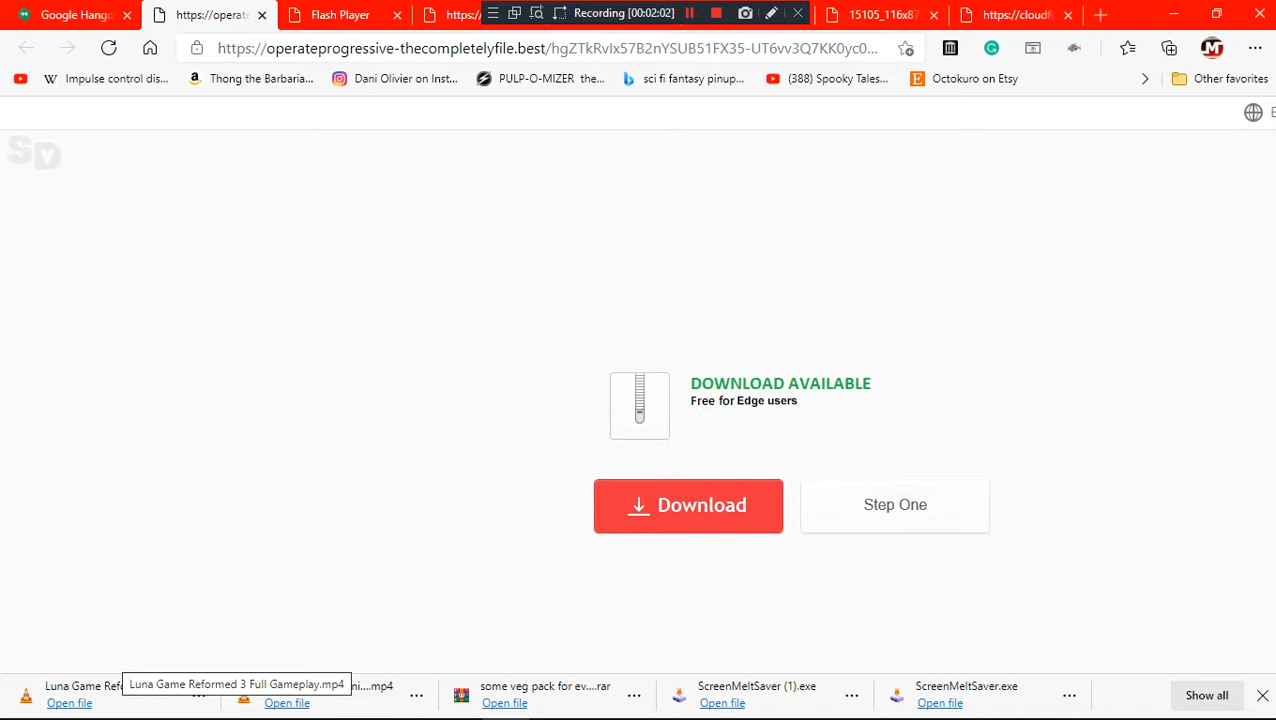 Google Hango
https://operat
Flash Player
https:/
Recording [00:02:02]
15105_116x87
https://cloudfi
https://operateprogressive-thecompletelyfile.best/hgZTkRvIx57B2nYSUB51FX35-UT6vv3Q7KK0yc0...
Impulse control dis...
Thong the Barbaria...
Dani Olivier on Inst...
PULP-O-MIZER the...
sci fi fantasy pinup...
(388) Spooky Tales...
Octokuro on Etsy
Other favorites
E
SV
DOWNLOAD AVAILABLE
Free for Edge users
Download
Step One
Luna Game Refo
Open file
Luna Game Reformed 3 Full Gameplay.mp4
mi....mp4
Open file
some veg pack for ev....rar
Open file
ScreenMeltSaver (1).exe
Open file
ScreenMeltSaver.exe
Open file
Show all